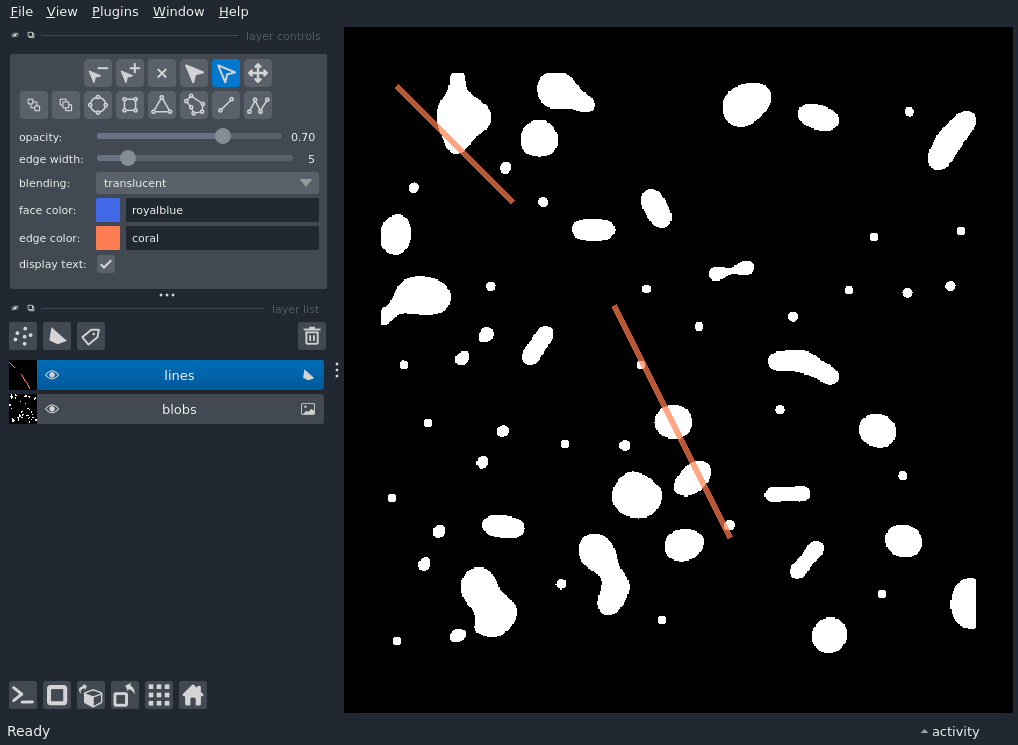 File View Plugins Window Help
layer controls
opacity: 0.70
edge width: 5
blending: translucent
face color: royalblue
edge color: coral
display text:
layer list
lines
blobs
Ready
activity